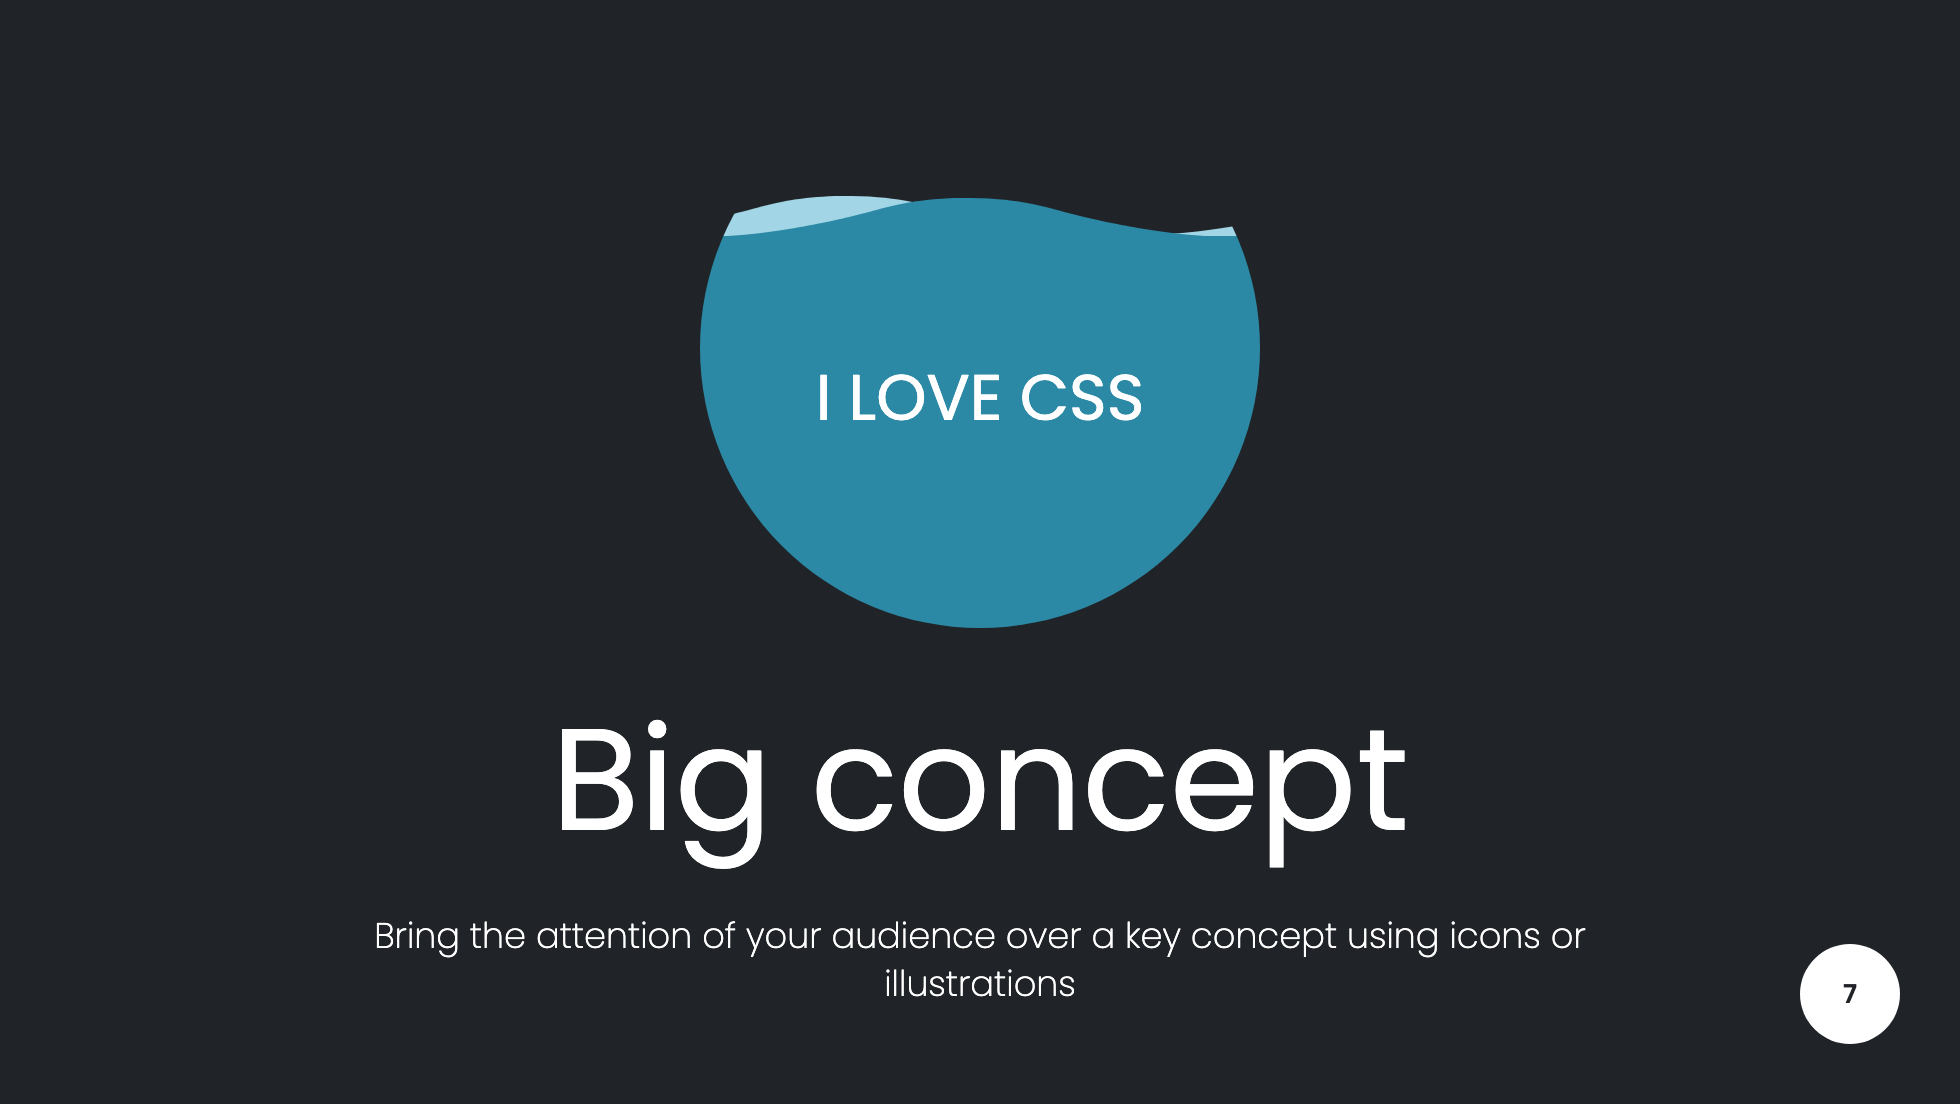 I LOVE CSS
Big concept
Bring the attention of your audience over a key concept using icons or
illustrations
7